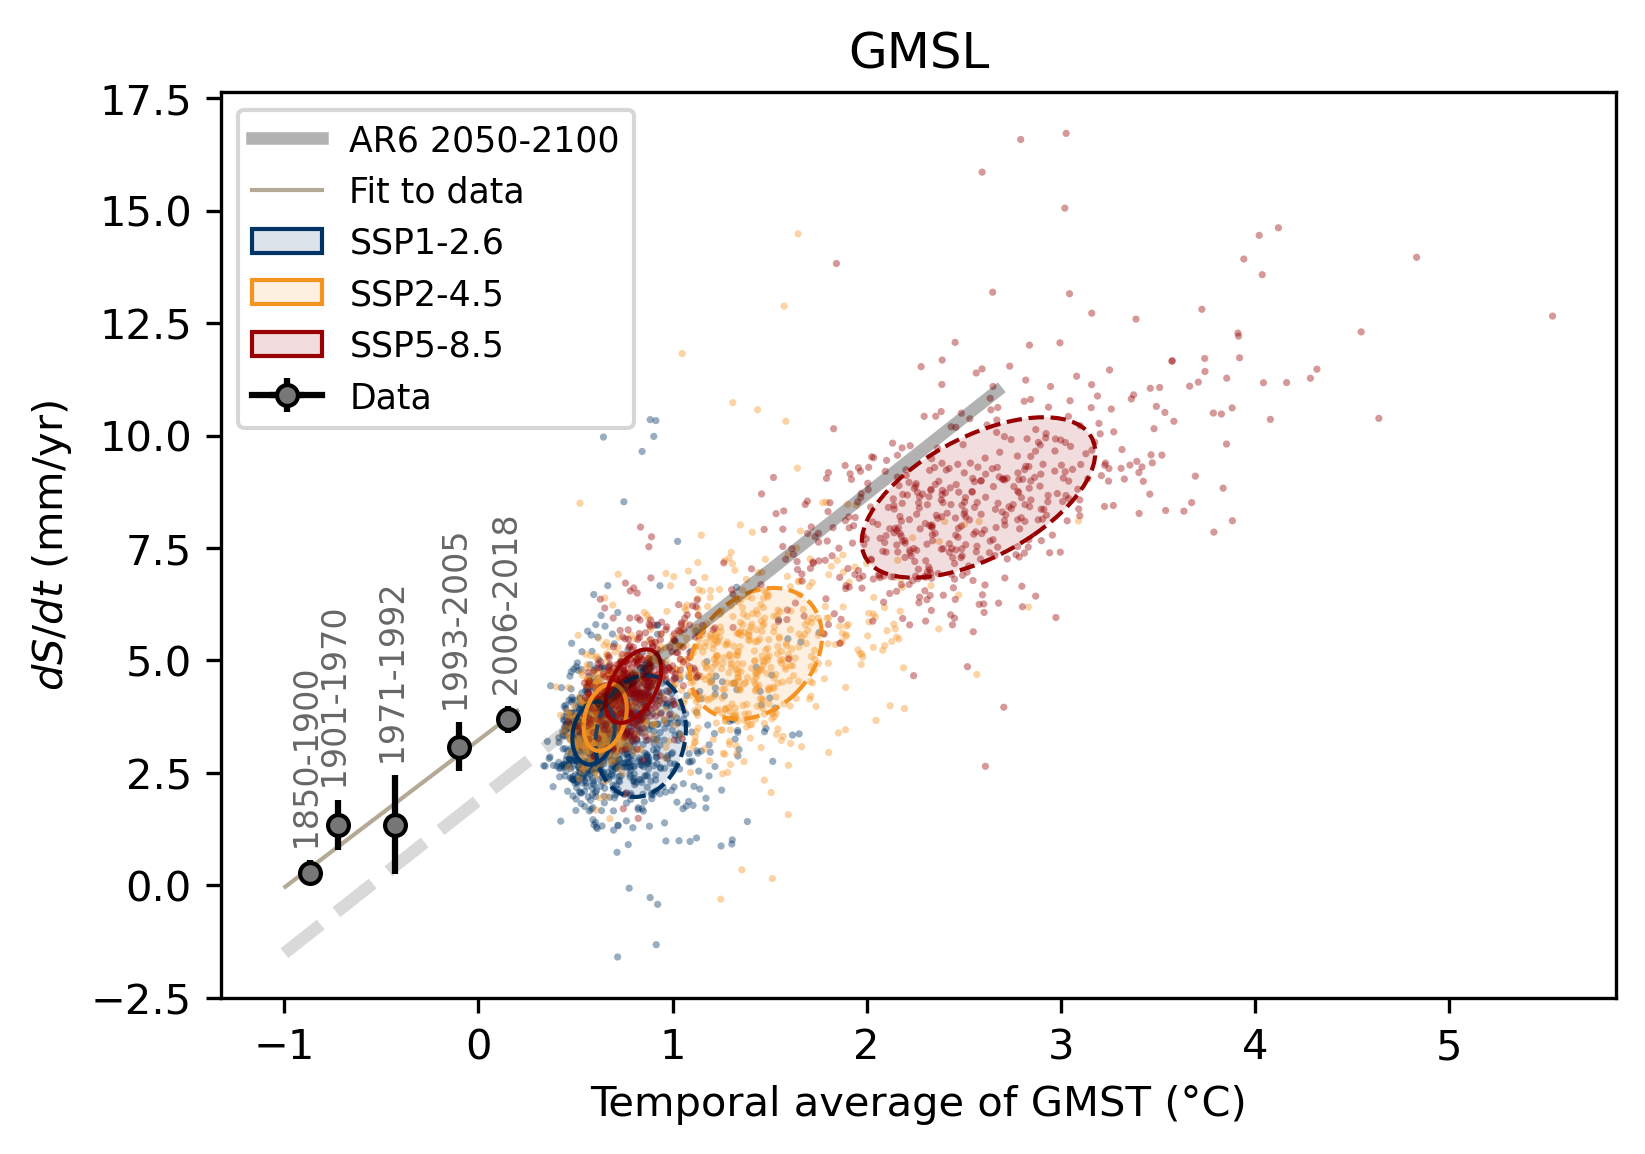 GMSL
17.5
15.0
12.5
10.0
7.5
5.0
2.5
0.0
−2.5
dS/dt (mm/yr)
AR6 2050-2100
Fit to data
SSP1-2.6
SSP2-4.5
SSP5-8.5
Data
1850-1900
1901-1970
1971-1992
1993-2005
2006-2018
−1
0
1
2
3
4
5
Temporal average of GMST (°C)